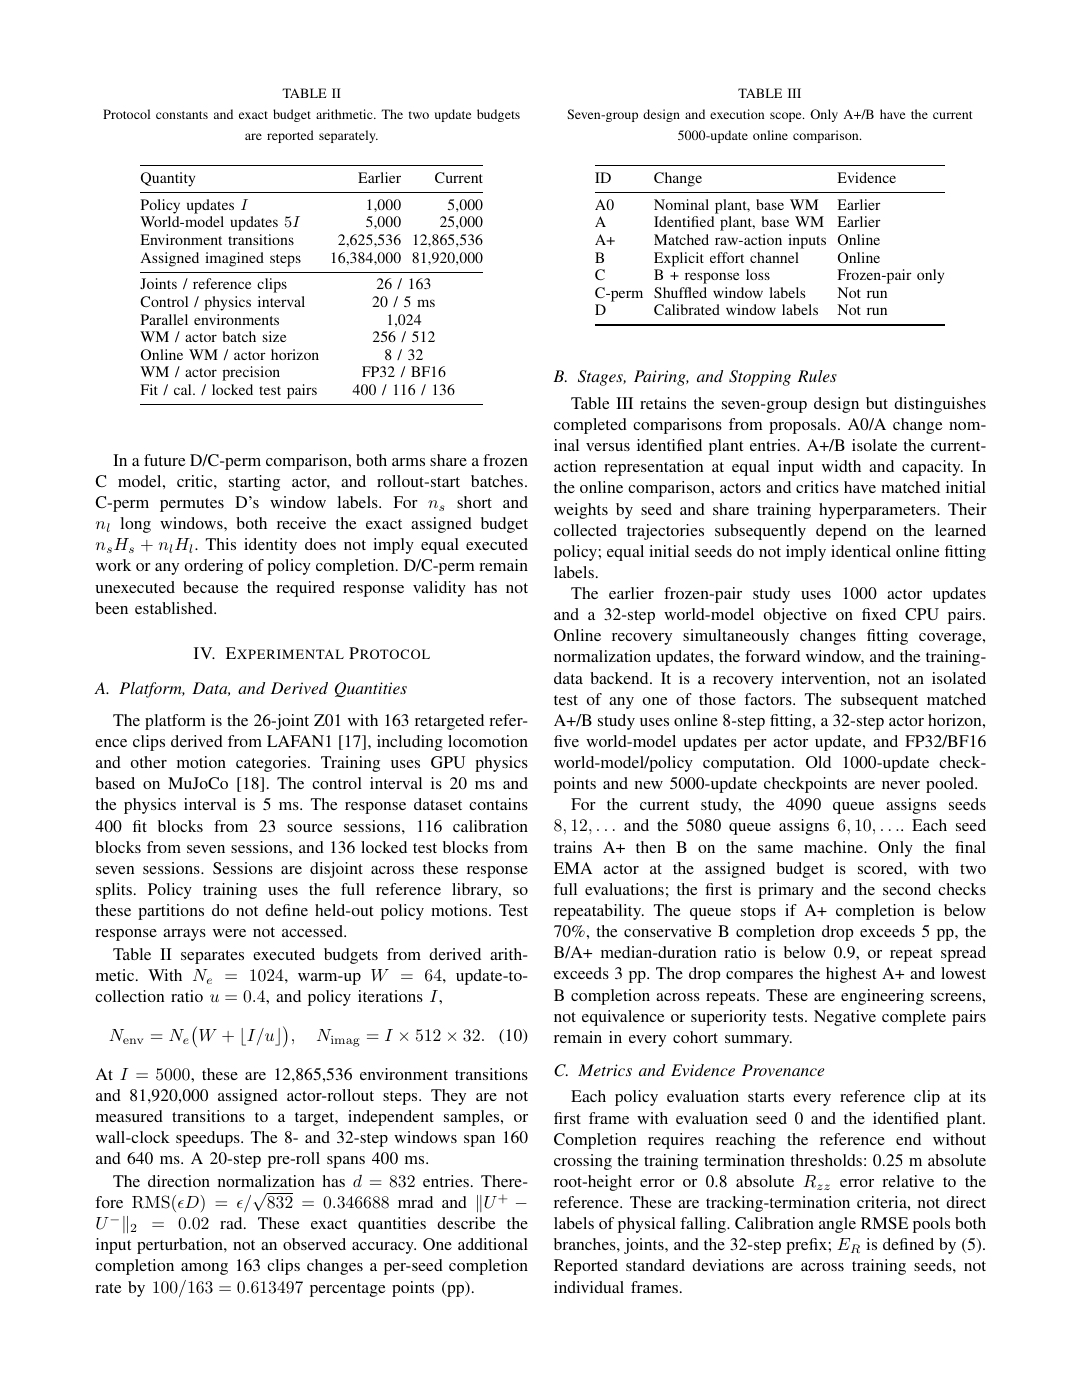 TABLE II
Protocol constants and exact budget arithmetic. The two update budgets
are reported separately.
Quantity Earlier Current
Policy updates I 1,000 5,000
World-model updates 5I 5,000 25,000
Environment transitions 2,625,536 12,865,536
Assigned imagined steps 16,384,000 81,920,000
Joints / reference clips 26 / 163
Control / physics interval 20 / 5 ms
Parallel environments 1,024
WM / actor batch size 256 / 512
Online WM / actor horizon 8 / 32
WM / actor precision FP32 / BF16
Fit / cal. / locked test pairs 400 / 116 / 136
In a future D/C-perm comparison, both arms share a frozen
C model, critic, starting actor, and rollout-start batches.
C-perm permutes D's window labels. For n_s short and
n_l long windows, both receive the exact assigned budget
n_sH_s + n_lH_l. This identity does not imply equal executed
work or any ordering of policy completion. D/C-perm remain
unexecuted because the required response validity has not
been established.
IV. EXPERIMENTAL PROTOCOL
A. Platform, Data, and Derived Quantities
The platform is the 26-joint Z01 with 163 retargeted refer-
ence clips derived from LAFAN1 [17], including locomotion
and other motion categories. Training uses GPU physics
based on MuJoCo [18]. The control interval is 20 ms and
the physics interval is 5 ms. The response dataset contains
400 fit blocks from 23 source sessions, 116 calibration
blocks from seven sessions, and 136 locked test blocks from
seven sessions. Sessions are disjoint across these response
splits. Policy training uses the full reference library, so
these partitions do not define held-out policy motions. Test
response arrays were not accessed.
Table II separates executed budgets from derived arith-
metic. With N_e = 1024, warm-up W = 64, update-to-
collection ratio u = 0.4, and policy iterations I,
N_env = N_e(W + ⌊I/u⌋), N_imag = I × 512 × 32. (10)
At I = 5000, these are 12,865,536 environment transitions
and 81,920,000 assigned actor-rollout steps. They are not
measured transitions to a target, independent samples, or
wall-clock speedups. The 8- and 32-step windows span 160
and 640 ms. A 20-step pre-roll spans 400 ms.
The direction normalization has d = 832 entries. There-
fore RMS(ϵD) = ϵ/√832 = 0.346688 mrad and ‖U⁺ −
U⁻‖₂ = 0.02 rad. These exact quantities describe the
input perturbation, not an observed accuracy. One additional
completion among 163 clips changes a per-seed completion
rate by 100/163 = 0.613497 percentage points (pp).
TABLE III
Seven-group design and execution scope. Only A+/B have the current
5000-update online comparison.
ID Change Evidence
A0 Nominal plant, base WM Earlier
A Identified plant, base WM Earlier
A+ Matched raw-action inputs Online
B Explicit effort channel Online
C B + response loss Frozen-pair only
C-perm Shuffled window labels Not run
D Calibrated window labels Not run
B. Stages, Pairing, and Stopping Rules
Table III retains the seven-group design but distinguishes
completed comparisons from proposals. A0/A change nom-
inal versus identified plant entries. A+/B isolate the current-
action representation at equal input width and capacity. In
the online comparison, actors and critics have matched initial
weights by seed and share training hyperparameters. Their
collected trajectories subsequently depend on the learned
policy; equal initial seeds do not imply identical online fitting
labels.
The earlier frozen-pair study uses 1000 actor updates
and a 32-step world-model objective on fixed CPU pairs.
Online recovery simultaneously changes fitting coverage,
normalization updates, the forward window, and the training-
data backend. It is a recovery intervention, not an isolated
test of any one of those factors. The subsequent matched
A+/B study uses online 8-step fitting, a 32-step actor horizon,
five world-model updates per actor update, and FP32/BF16
world-model/policy computation. Old 1000-update check-
points and new 5000-update checkpoints are never pooled.
For the current study, the 4090 queue assigns seeds
8, 12, . . . and the 5080 queue assigns 6, 10, . . .. Each seed
trains A+ then B on the same machine. Only the final
EMA actor at the assigned budget is scored, with two
full evaluations; the first is primary and the second checks
repeatability. The queue stops if A+ completion is below
70%, the conservative B completion drop exceeds 5 pp, the
B/A+ median-duration ratio is below 0.9, or repeat spread
exceeds 3 pp. The drop compares the highest A+ and lowest
B completion across repeats. These are engineering screens,
not equivalence or superiority tests. Negative complete pairs
remain in every cohort summary.
C. Metrics and Evidence Provenance
Each policy evaluation starts every reference clip at its
first frame with evaluation seed 0 and the identified plant.
Completion requires reaching the reference end without
crossing the training termination thresholds: 0.25 m absolute
root-height error or 0.8 absolute R_zz error relative to the
reference. These are tracking-termination criteria, not direct
labels of physical falling. Calibration angle RMSE pools both
branches, joints, and the 32-step prefix; E_R is defined by (5).
Reported standard deviations are across training seeds, not
individual frames.